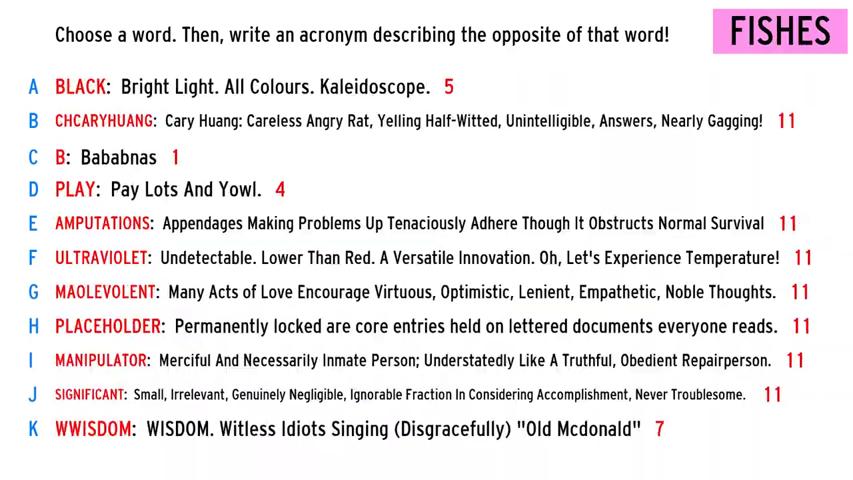 Choose a word. Then, write an acronym describing the opposite of that word!
FISHES
A BLACK: Bright Light. All Colours. Kaleidoscope. 5
B CHCARYHUANG: Cary Huang: Careless Angry Rat, Yelling Half-Witted, Unintelligible, Answers, Nearly Gagging! 11
C B: Bababnas 1
D PLAY: Pay Lots And Yowl. 4
E AMPUTATIONS: Appendages Making Problems Up Tenaciously Adhere Though It Obstructs Normal Survival 11
F ULTRAVIOLET: Undetectable. Lower Than Red. A Versatile Innovation. Oh, Let's Experience Temperature! 11
G MAOLEVOLENT: Many Acts of Love Encourage Virtuous, Optimistic, Lenient, Empathetic, Noble Thoughts. 11
H PLACEHOLDER: Permanently locked are core entries held on lettered documents everyone reads. 11
I MANIPULATOR: Merciful And Necessarily Inmate Person; Understatedly Like A Truthful, Obedient Repairperson. 11
J SIGNIFICANT: Small, Irrelevant, Genuinely Negligible, Ignorable Fraction In Considering Accomplishment, Never Troublesome. 11
K WWISDOM: WISDOM. Witless Idiots Singing (Disgracefully) "Old Mcdonald" 7